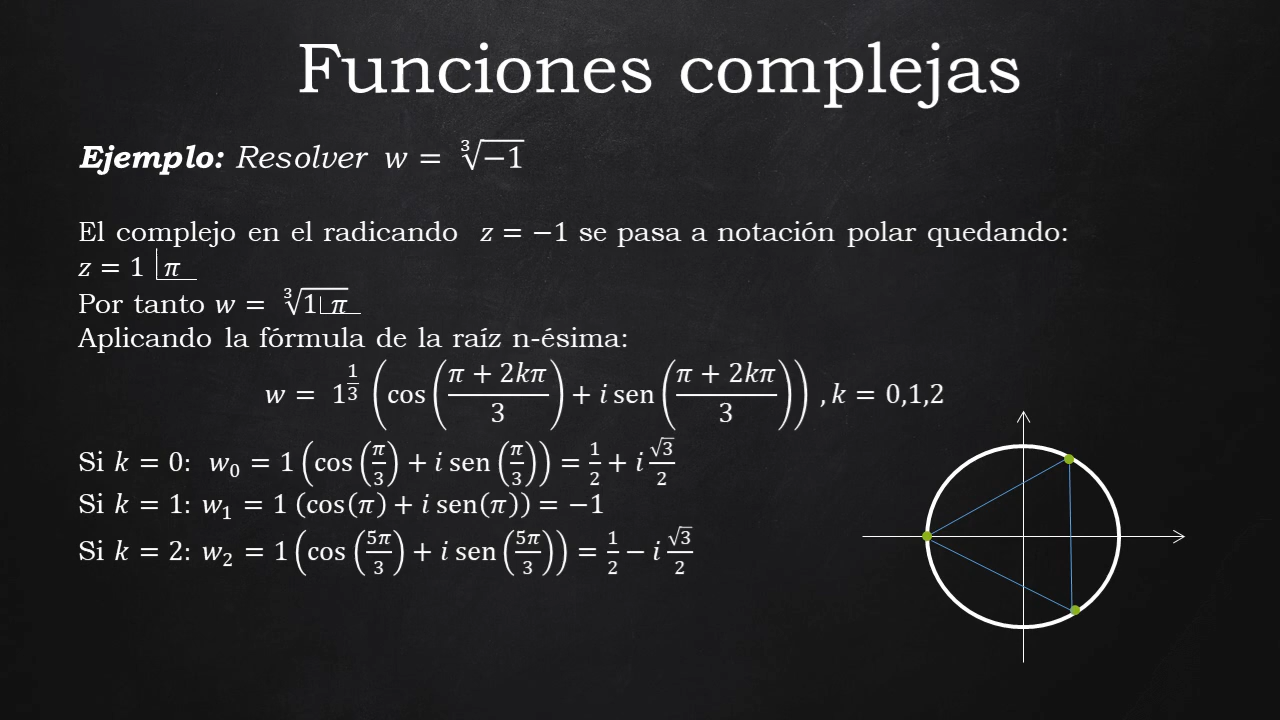 Funciones complejas
Ejemplo: Resolver w = ∛(−1)
El complejo en el radicando z = −1 se pasa a notación polar quedando:
z = 1 |π
Por tanto w = ∛(1|π)
Aplicando la fórmula de la raíz n-ésima:
w = 1^(1/3) (cos((π + 2kπ)/3) + i sen((π + 2kπ)/3)) , k = 0,1,2
Si k = 0: w₀ = 1 (cos(π/3) + i sen(π/3)) = 1/2 + i √3/2
Si k = 1: w₁ = 1 (cos(π) + i sen(π)) = −1
Si k = 2: w₂ = 1 (cos(5π/3) + i sen(5π/3)) = 1/2 − i √3/2